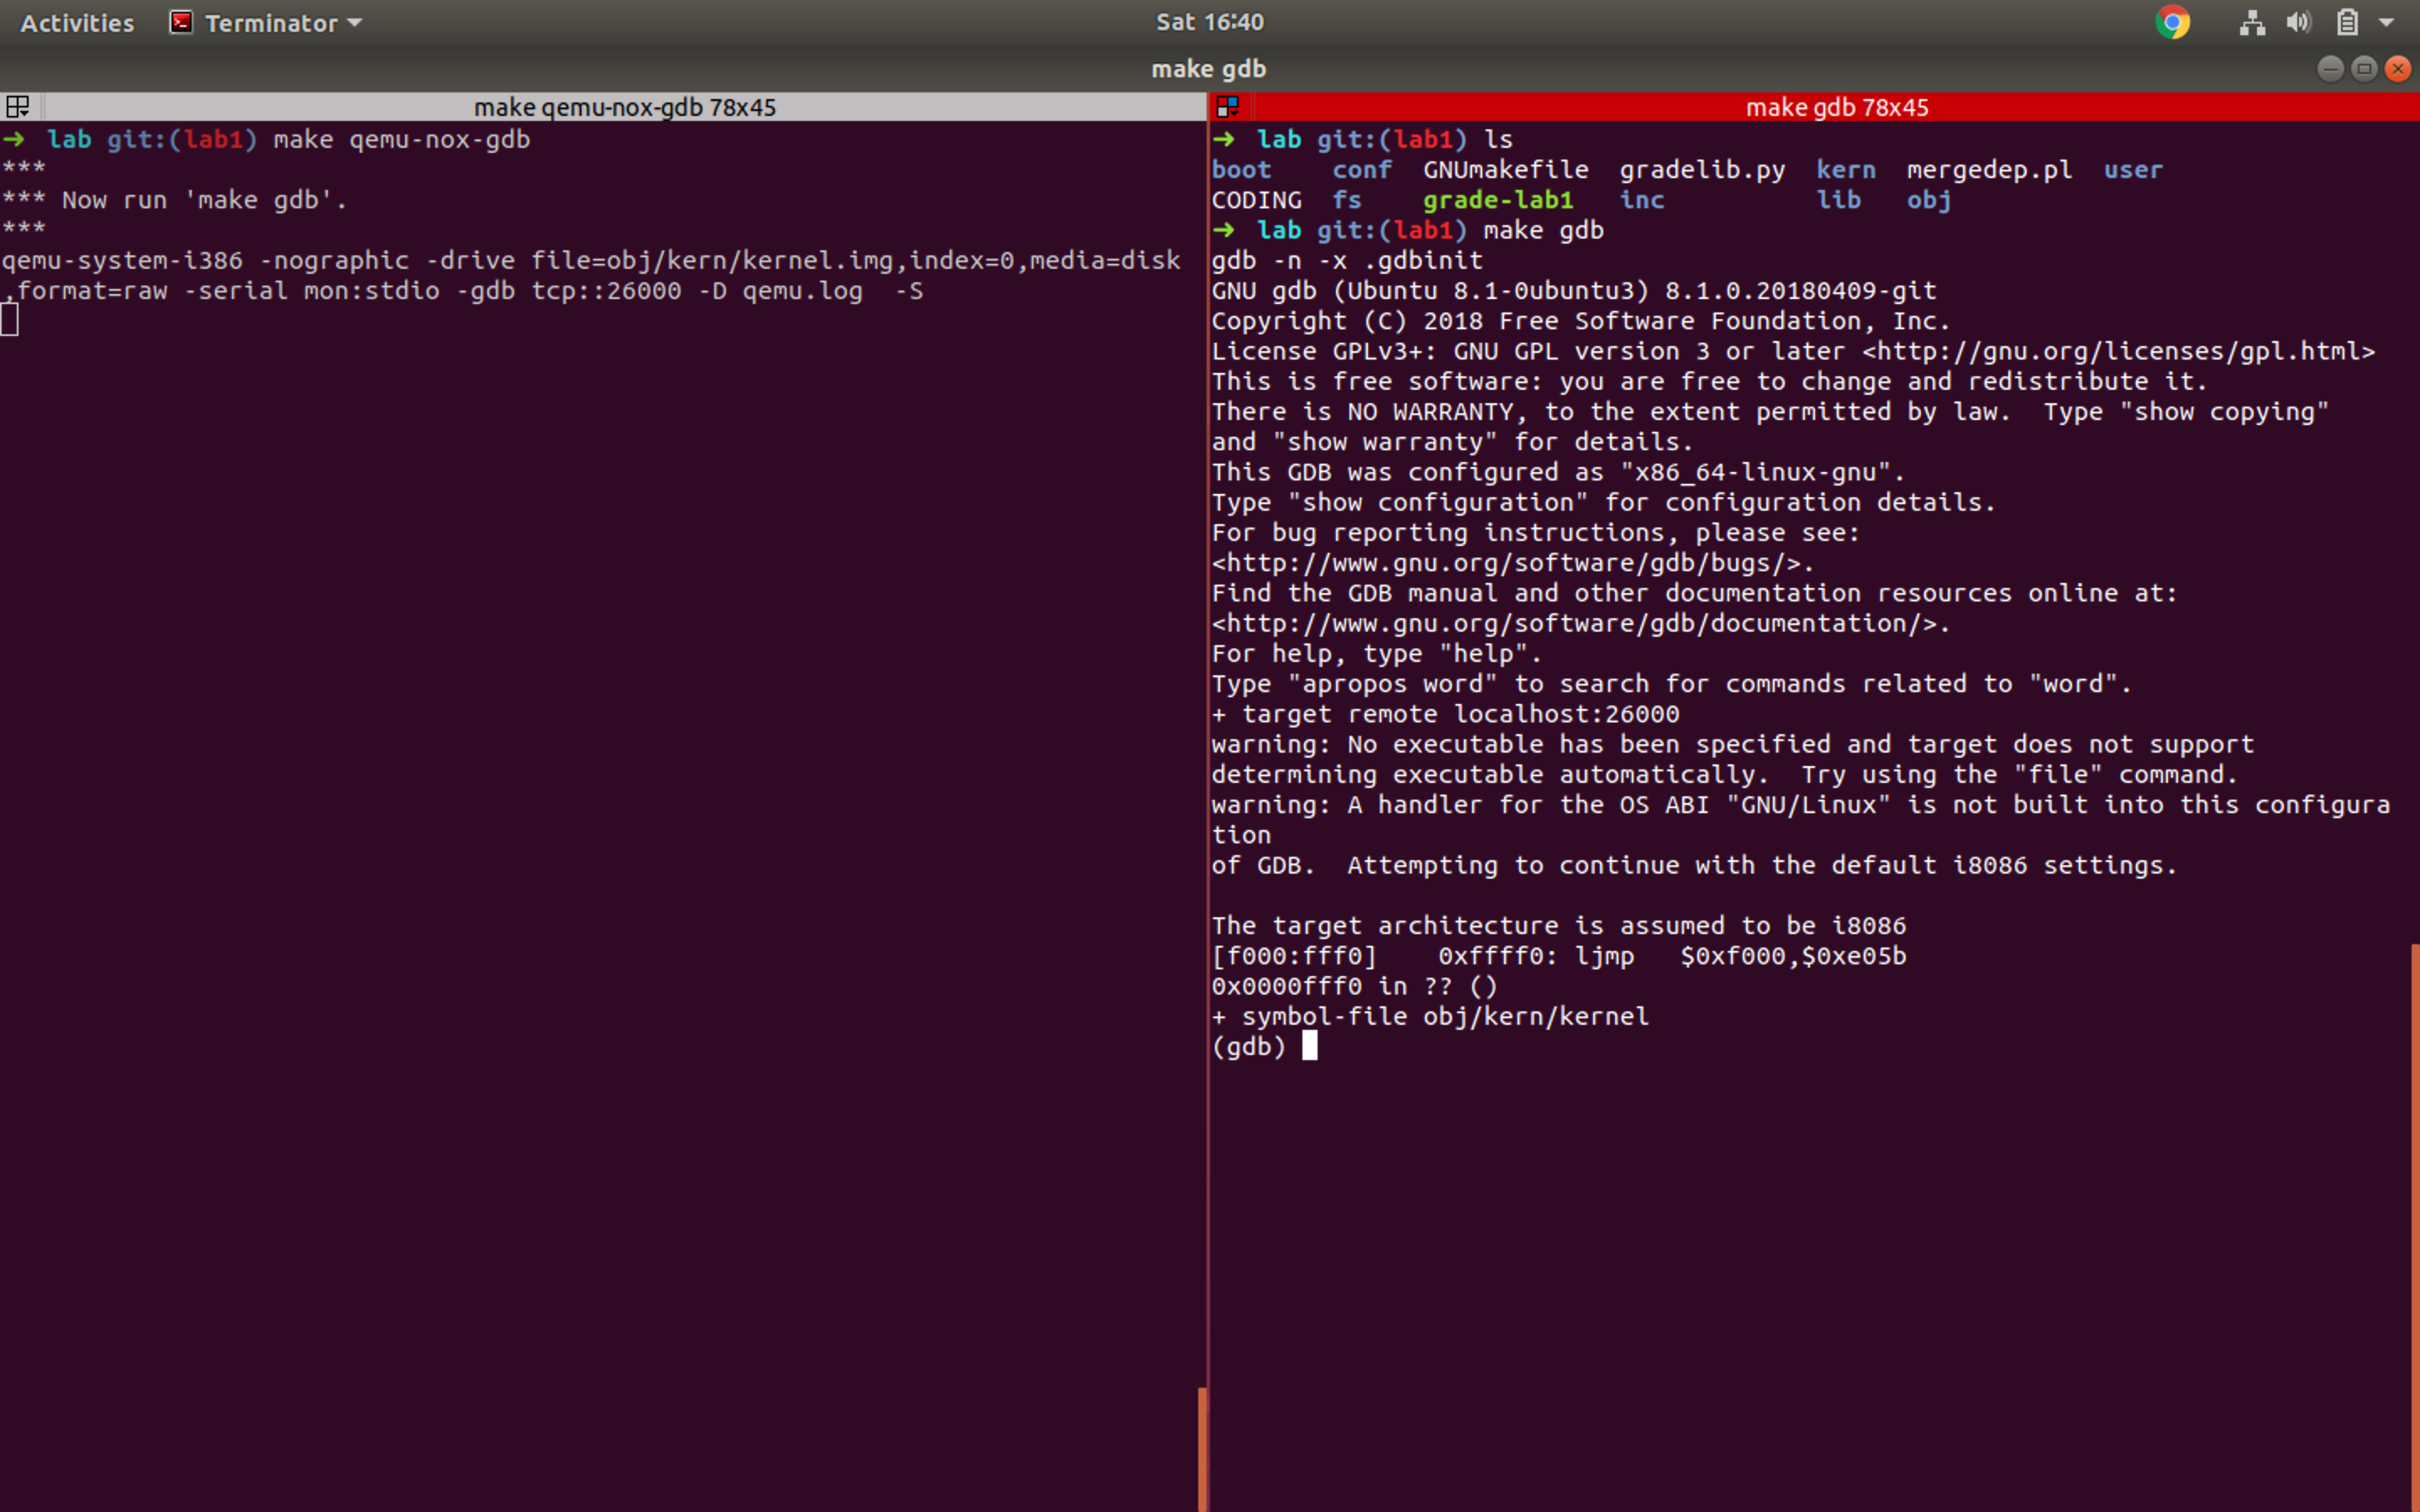 Activities Terminator Sat 16:40
make gdb
make qemu-nox-gdb 78x45
➜  lab git:(lab1) make qemu-nox-gdb
***
*** Now run 'make gdb'.
***
qemu-system-i386 -nographic -drive file=obj/kern/kernel.img,index=0,media=disk
,format=raw -serial mon:stdio -gdb tcp::26000 -D qemu.log  -S
make gdb 78x45
➜  lab git:(lab1) ls
boot    conf  GNUmakefile  gradelib.py  kern  mergedep.pl  user
CODING  fs    grade-lab1   inc          lib   obj
➜  lab git:(lab1) make gdb
gdb -n -x .gdbinit
GNU gdb (Ubuntu 8.1-0ubuntu3) 8.1.0.20180409-git
Copyright (C) 2018 Free Software Foundation, Inc.
License GPLv3+: GNU GPL version 3 or later <http://gnu.org/licenses/gpl.html>
This is free software: you are free to change and redistribute it.
There is NO WARRANTY, to the extent permitted by law.  Type "show copying"
and "show warranty" for details.
This GDB was configured as "x86_64-linux-gnu".
Type "show configuration" for configuration details.
For bug reporting instructions, please see:
<http://www.gnu.org/software/gdb/bugs/>.
Find the GDB manual and other documentation resources online at:
<http://www.gnu.org/software/gdb/documentation/>.
For help, type "help".
Type "apropos word" to search for commands related to "word".
+ target remote localhost:26000
warning: No executable has been specified and target does not support
determining executable automatically.  Try using the "file" command.
warning: A handler for the OS ABI "GNU/Linux" is not built into this configura
tion
of GDB.  Attempting to continue with the default i8086 settings.
The target architecture is assumed to be i8086
[f000:fff0]    0xffff0: ljmp   $0xf000,$0xe05b
0x0000fff0 in ?? ()
+ symbol-file obj/kern/kernel
(gdb)